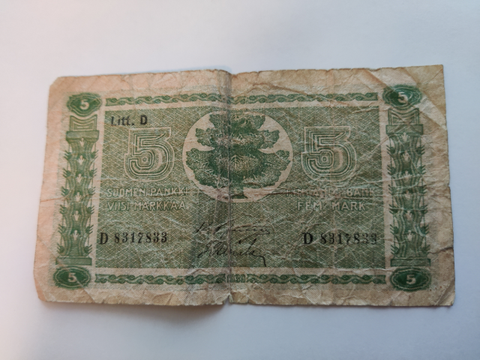 5 5
Litt. D
5 5
SUOMEN PANKKI
VIISI MARKKAA FEM MARK
D 8317833 D 8317833
5 5